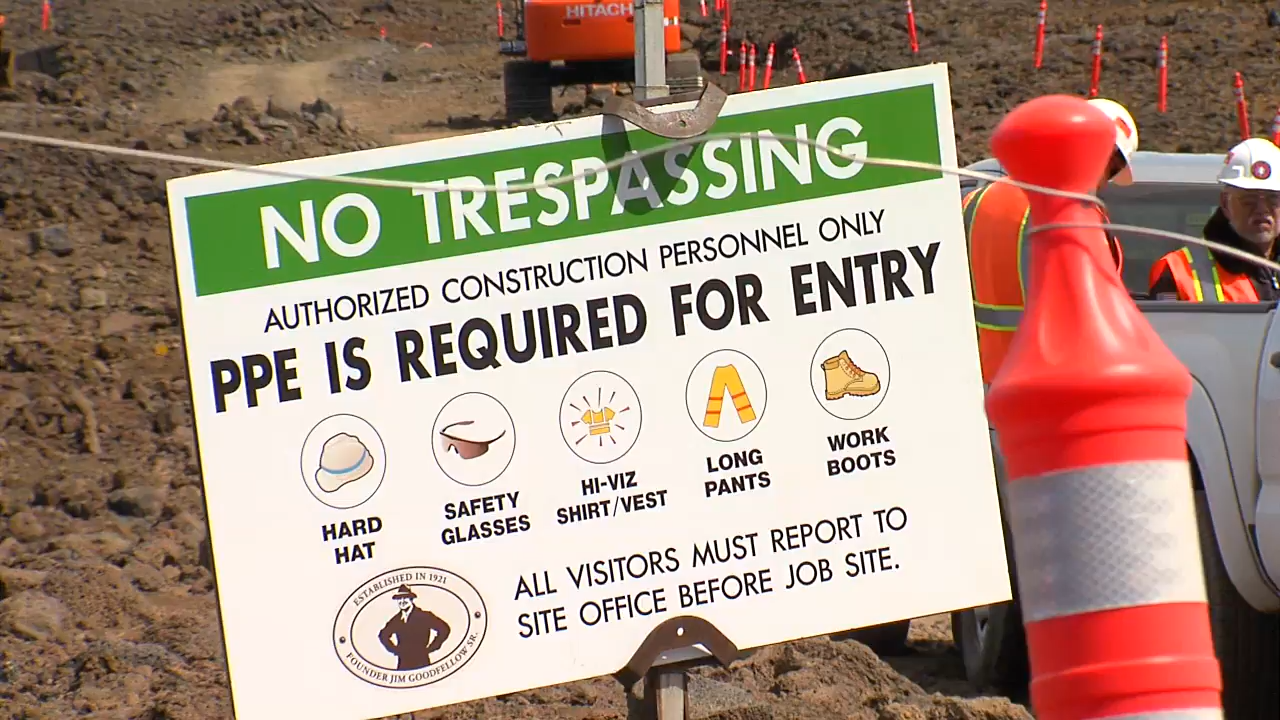 HITACH
NO TRESPASSING
AUTHORIZED CONSTRUCTION PERSONNEL ONLY
PPE IS REQUIRED FOR ENTRY
HARD
HAT
SAFETY
GLASSES
HI-VIZ
SHIRT/VEST
LONG
PANTS
WORK
BOOTS
ESTABLISHED IN 1921
FOUNDER JIM GOODFELLOW SR.
ALL VISITORS MUST REPORT TO
SITE OFFICE BEFORE JOB SITE.